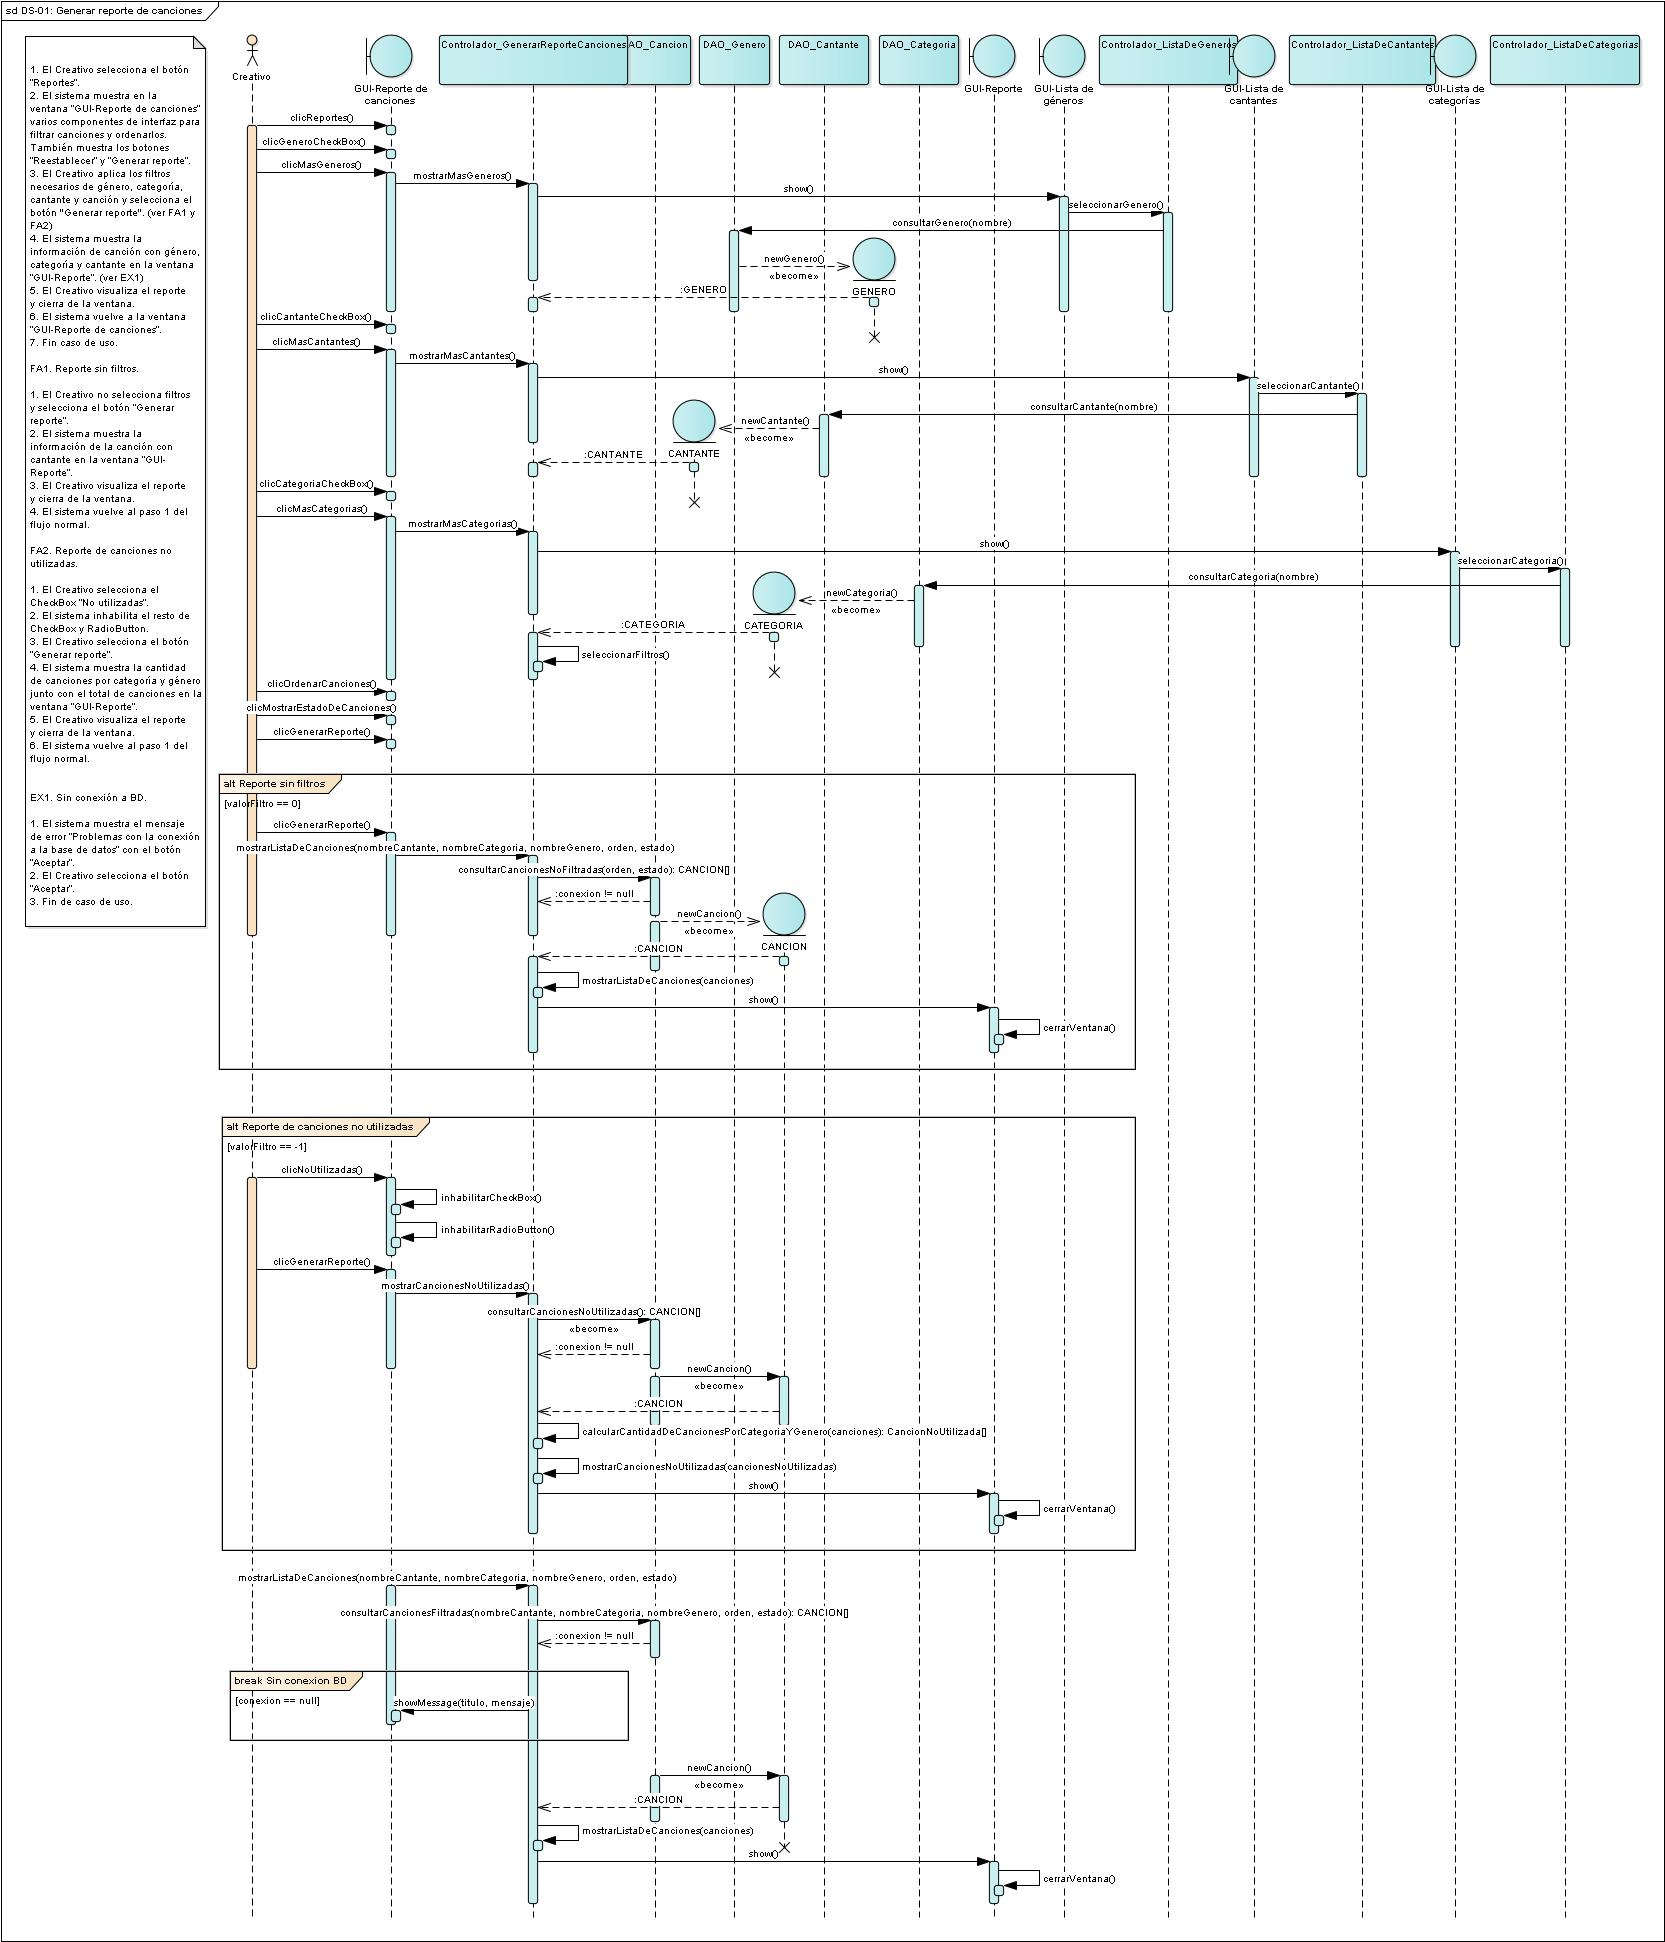 sd DS-01: Generar reporte de canciones
1. El Creativo selecciona el botón
"Reportes".
2. El sistema muestra en la
ventana "GUI-Reporte de canciones"
varios componentes de interfaz para
filtrar canciones y ordenarlos.
También muestra los botones
"Reestablecer" y "Generar reporte".
3. El Creativo aplica los filtros
necesarios de género, categoría,
cantante y canción y selecciona el
botón "Generar reporte". (ver FA1 y
FA2)
4. El sistema muestra la
información de canción con género,
categoría y cantante en la ventana
"GUI-Reporte". (ver EX1)
5. El Creativo visualiza el reporte
y cierra de la ventana.
6. El sistema vuelve a la ventana
"GUI-Reporte de canciones".
7. Fin caso de uso.
FA1. Reporte sin filtros.
1. El Creativo no selecciona filtros
y selecciona el botón "Generar
reporte".
2. El sistema muestra la
información de la canción con
cantante en la ventana "GUI-
Reporte".
3. El Creativo visualiza el reporte
y cierra de la ventana.
4. El sistema vuelve al paso 1 del
flujo normal.
FA2. Reporte de canciones no
utilizadas.
1. El Creativo selecciona el
CheckBox "No utilizadas".
2. El sistema inhabilita el resto de
CheckBox y RadioButton.
3. El Creativo selecciona el botón
"Generar reporte".
4. El sistema muestra la cantidad
de canciones por categoría y género
junto con el total de canciones en la
ventana "GUI-Reporte".
5. El Creativo visualiza el reporte
y cierra de la ventana.
6. El sistema vuelve al paso 1 del
flujo normal.
EX1. Sin conexión a BD.
1. El sistema muestra el mensaje
de error "Problemas con la conexión
a la base de datos" con el botón
"Aceptar".
2. El Creativo selecciona el botón
"Aceptar".
3. Fin de caso de uso.
Creativo
GUI-Reporte de
canciones
Controlador_GenerarReporteCanciones
AO_Cancion
DAO_Genero
DAO_Cantante
DAO_Categoria
GUI-Reporte
GUI-Lista de
géneros
Controlador_ListaDeGeneros
GUI-Lista de
cantantes
Controlador_ListaDeCantantes
GUI-Lista de
categorías
Controlador_ListaDeCategorias
clicReportes()
clicGeneroCheckBox()
clicMasGeneros()
mostrarMasGeneros()
show()
seleccionarGenero()
consultarGenero(nombre)
newGenero()
«become»
GENERO
:GENERO
clicCantanteCheckBox()
clicMasCantantes()
mostrarMasCantantes()
show()
seleccionarCantante()
consultarCantante(nombre)
newCantante()
«become»
CANTANTE
:CANTANTE
clicCategoriaCheckBox()
clicMasCategorias()
mostrarMasCategorias()
show()
seleccionarCategoria()
consultarCategoria(nombre)
newCategoria()
«become»
CATEGORIA
:CATEGORIA
seleccionarFiltros()
clicOrdenarCanciones()
clicMostrarEstadoDeCanciones()
clicGenerarReporte()
alt Reporte sin filtros
[valorFiltro == 0]
clicGenerarReporte()
mostrarListaDeCanciones(nombreCantante, nombreCategoria, nombreGenero, orden, estado)
consultarCancionesNoFiltradas(orden, estado): CANCION[]
:conexion != null
newCancion()
«become»
CANCION
:CANCION
mostrarListaDeCanciones(canciones)
show()
cerrarVentana()
alt Reporte de canciones no utilizadas
[valorFiltro == -1]
clicNoUtilizadas()
inhabilitarCheckBox()
inhabilitarRadioButton()
clicGenerarReporte()
mostrarCancionesNoUtilizadas()
consultarCancionesNoUtilizadas(): CANCION[]
«become»
:conexion != null
newCancion()
«become»
:CANCION
calcularCantidadDeCancionesPorCategoriaYGenero(canciones): CancionNoUtilizada[]
mostrarCancionesNoUtilizadas(cancionesNoUtilizadas)
show()
cerrarVentana()
mostrarListaDeCanciones(nombreCantante, nombreCategoria, nombreGenero, orden, estado)
consultarCancionesFiltradas(nombreCantante, nombreCategoria, nombreGenero, orden, estado): CANCION[]
:conexion != null
break Sin conexion BD
[conexion == null]
showMessage(titulo, mensaje)
newCancion()
«become»
:CANCION
mostrarListaDeCanciones(canciones)
show()
cerrarVentana()